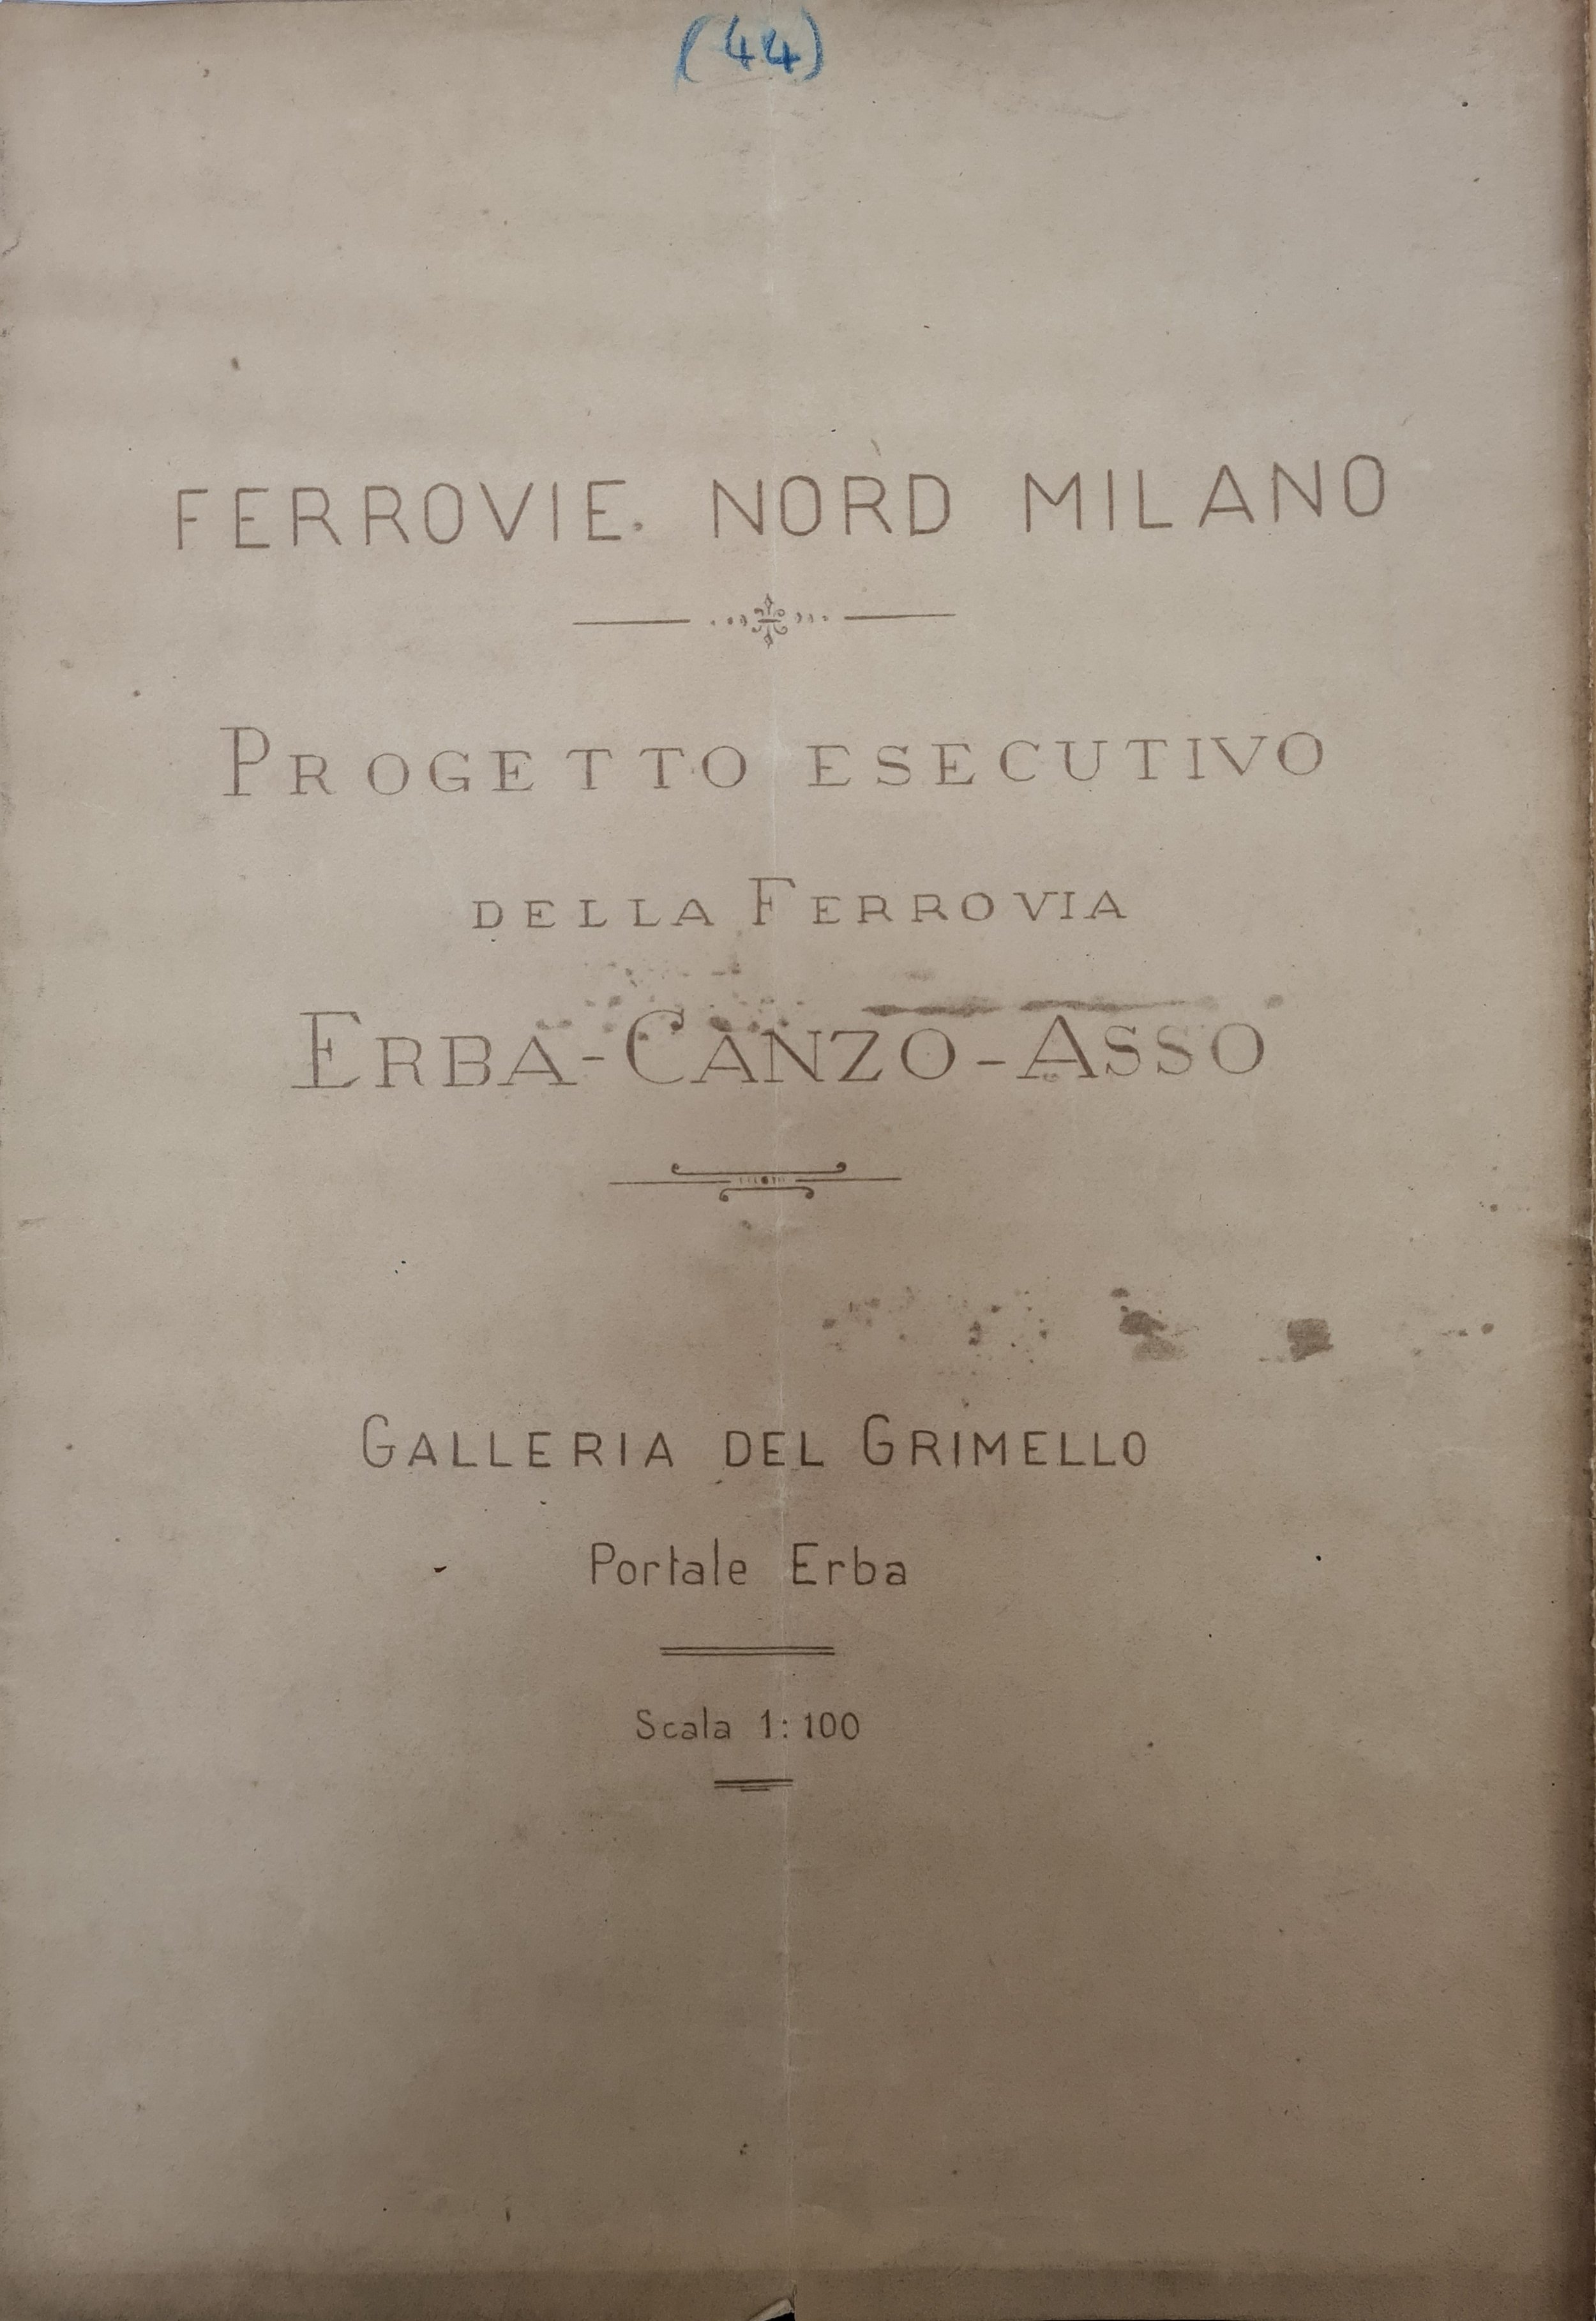 (44)
FERROVIE NORD MILANO
PROGETTO ESECUTIVO
DELLA FERROVIA
ERBA-CANZO-ASSO
GALLERIA DEL GRIMELLO
Portale Erba
Scala 1:100